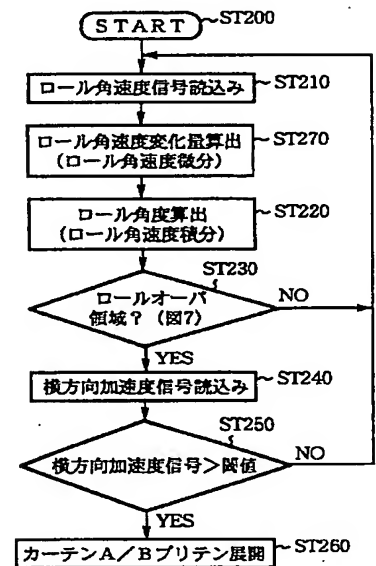 START
ST200
ロール角速度信号読込み
ST210
ロール角速度変化量算出
(ロール角速度微分)
ST270
ロール角度算出
(ロール角速度積分)
ST220
ST230
ロールオーバ
領域? (図7)
NO
YES
横方向加速度信号読込み
ST240
ST250
横方向加速度信号>閾値
NO
YES
カーテンA/Bプリテン展開
ST260